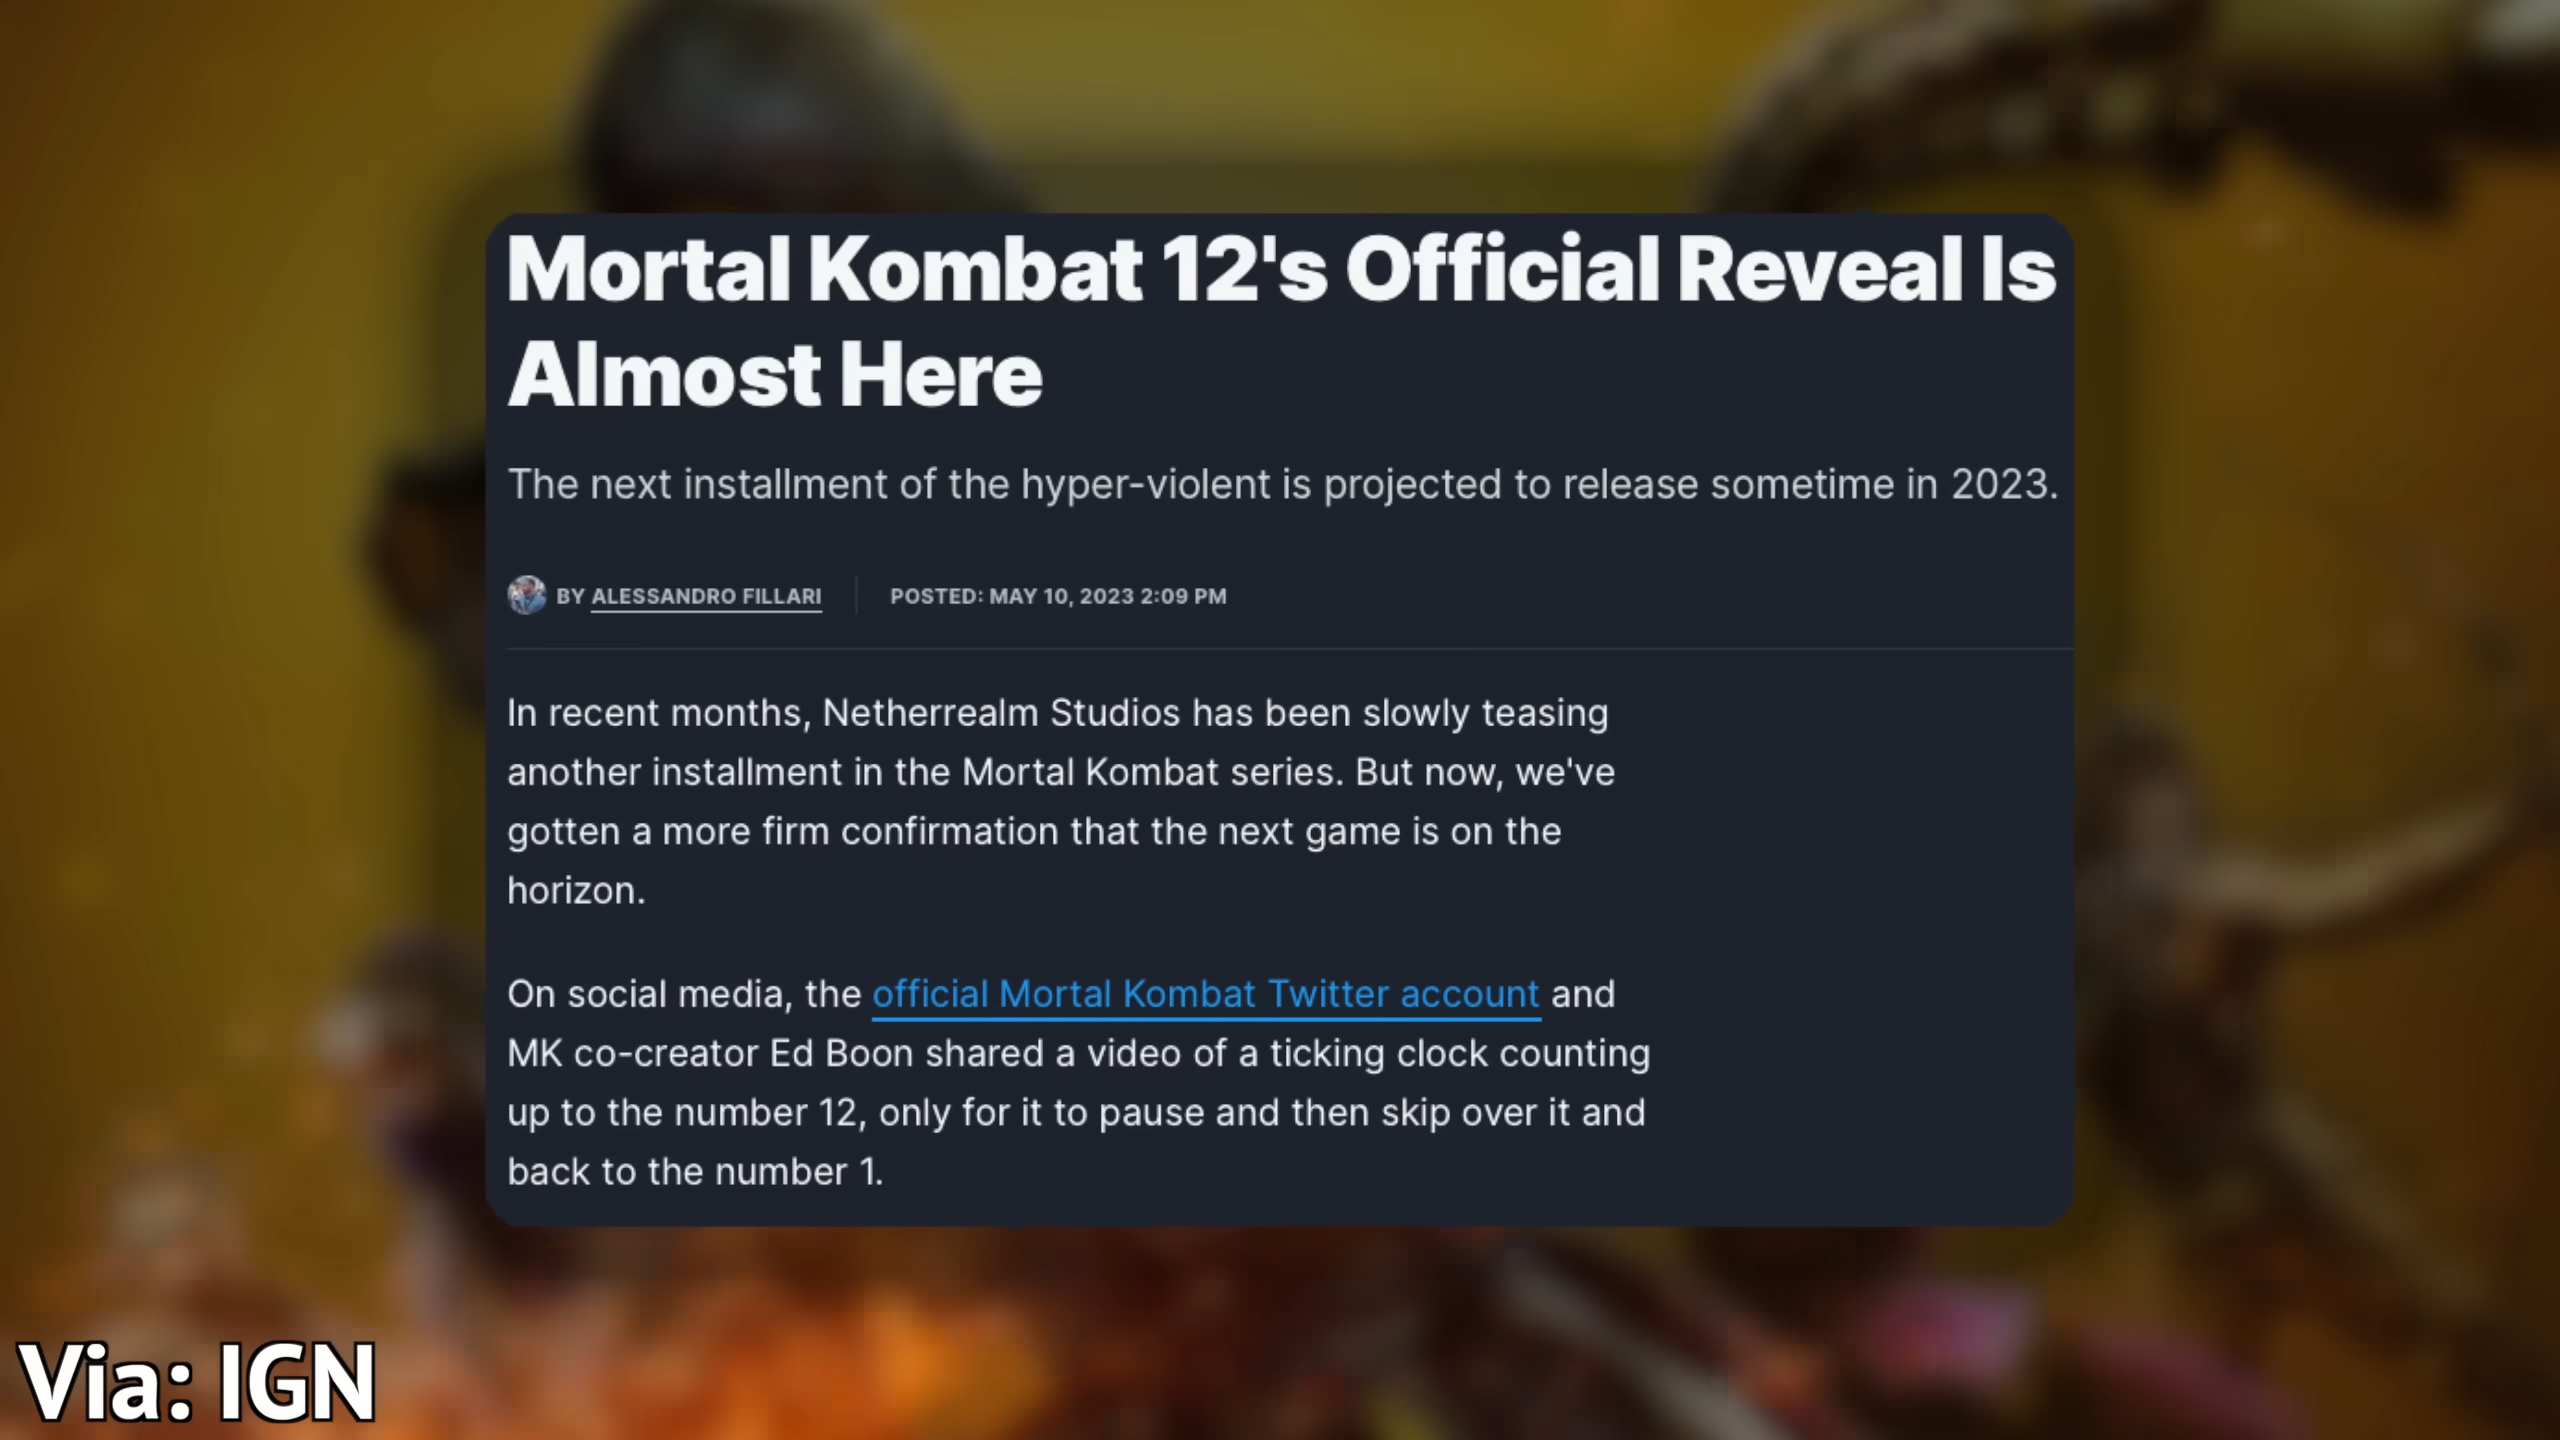 Mortal Kombat 12's Official Reveal Is
Almost Here
The next installment of the hyper-violent is projected to release sometime in 2023.
BY ALESSANDRO FILLARI POSTED: MAY 10, 2023 2:09 PM
In recent months, Netherrealm Studios has been slowly teasing
another installment in the Mortal Kombat series. But now, we've
gotten a more firm confirmation that the next game is on the
horizon.
On social media, the official Mortal Kombat Twitter account and
MK co-creator Ed Boon shared a video of a ticking clock counting
up to the number 12, only for it to pause and then skip over it and
back to the number 1.
Via: IGN